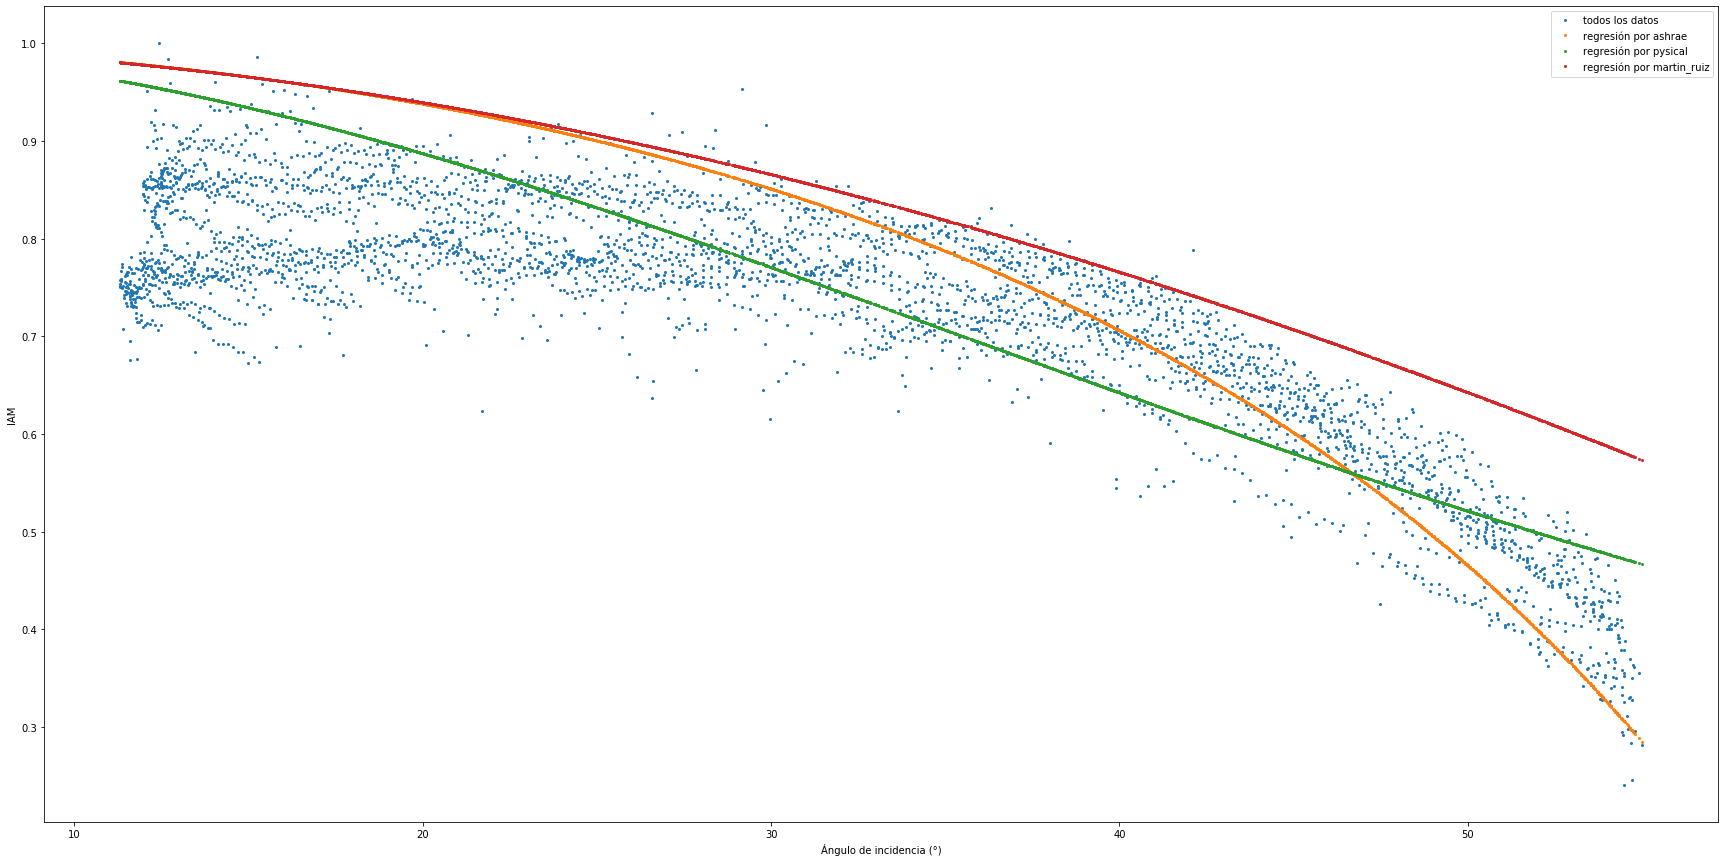 todos los datos
regresión por ashrae
regresión por pysical
regresión por martin_ruiz
1.0
0.9
0.8
0.7
0.6
0.5
0.4
0.3
IAM
10
20
30
40
50
Ángulo de incidencia (°)